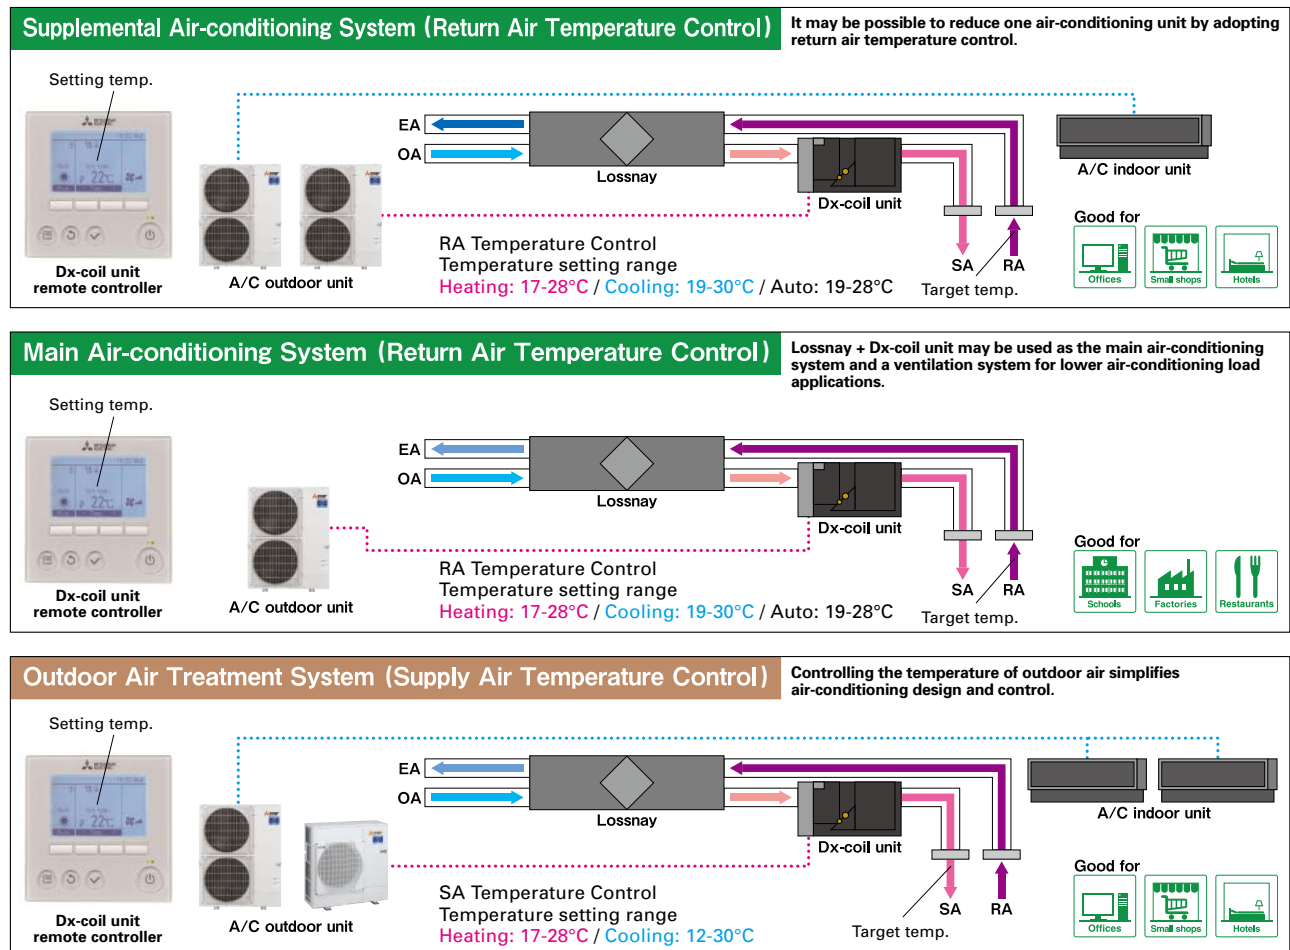 Supplemental Air-conditioning System (Return Air Temperature Control)
It may be possible to reduce one air-conditioning unit by adopting
return air temperature control.
Setting temp.
MITSUBISHI
ELECTRIC
22°C
Dx-coil unit
remote controller
A/C outdoor unit
EA
OA
Lossnay
Dx-coil unit
SA
RA
Target temp.
RA Temperature Control
Temperature setting range
Heating: 17-28°C / Cooling: 19-30°C / Auto: 19-28°C
A/C indoor unit
Good for
Offices
Small shops
Hotels
Main Air-conditioning System (Return Air Temperature Control)
Lossnay + Dx-coil unit may be used as the main air-conditioning
system and a ventilation system for lower air-conditioning load
applications.
Setting temp.
MITSUBISHI
ELECTRIC
22°C
Dx-coil unit
remote controller
A/C outdoor unit
EA
OA
Lossnay
Dx-coil unit
SA
RA
Target temp.
RA Temperature Control
Temperature setting range
Heating: 17-28°C / Cooling: 19-30°C / Auto: 19-28°C
Good for
Schools
Factories
Restaurants
Outdoor Air Treatment System (Supply Air Temperature Control)
Controlling the temperature of outdoor air simplifies
air-conditioning design and control.
Setting temp.
MITSUBISHI
ELECTRIC
22°C
Dx-coil unit
remote controller
A/C outdoor unit
EA
OA
Lossnay
Dx-coil unit
SA
RA
Target temp.
SA Temperature Control
Temperature setting range
Heating: 17-28°C / Cooling: 12-30°C
A/C indoor unit
Good for
Offices
Small shops
Hotels